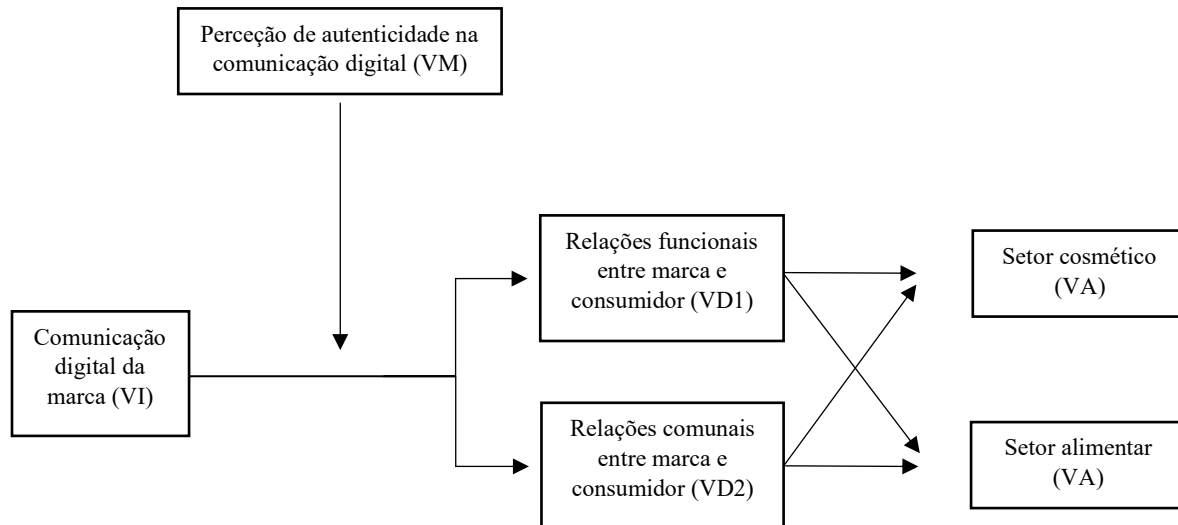 Perceção de autenticidade na
comunicação digital (VM)
Relações funcionais
entre marca e
consumidor (VD1)
Setor cosmético
(VA)
Comunicação
digital da
marca (VI)
Relações comunais
entre marca e
consumidor (VD2)
Setor alimentar
(VA)